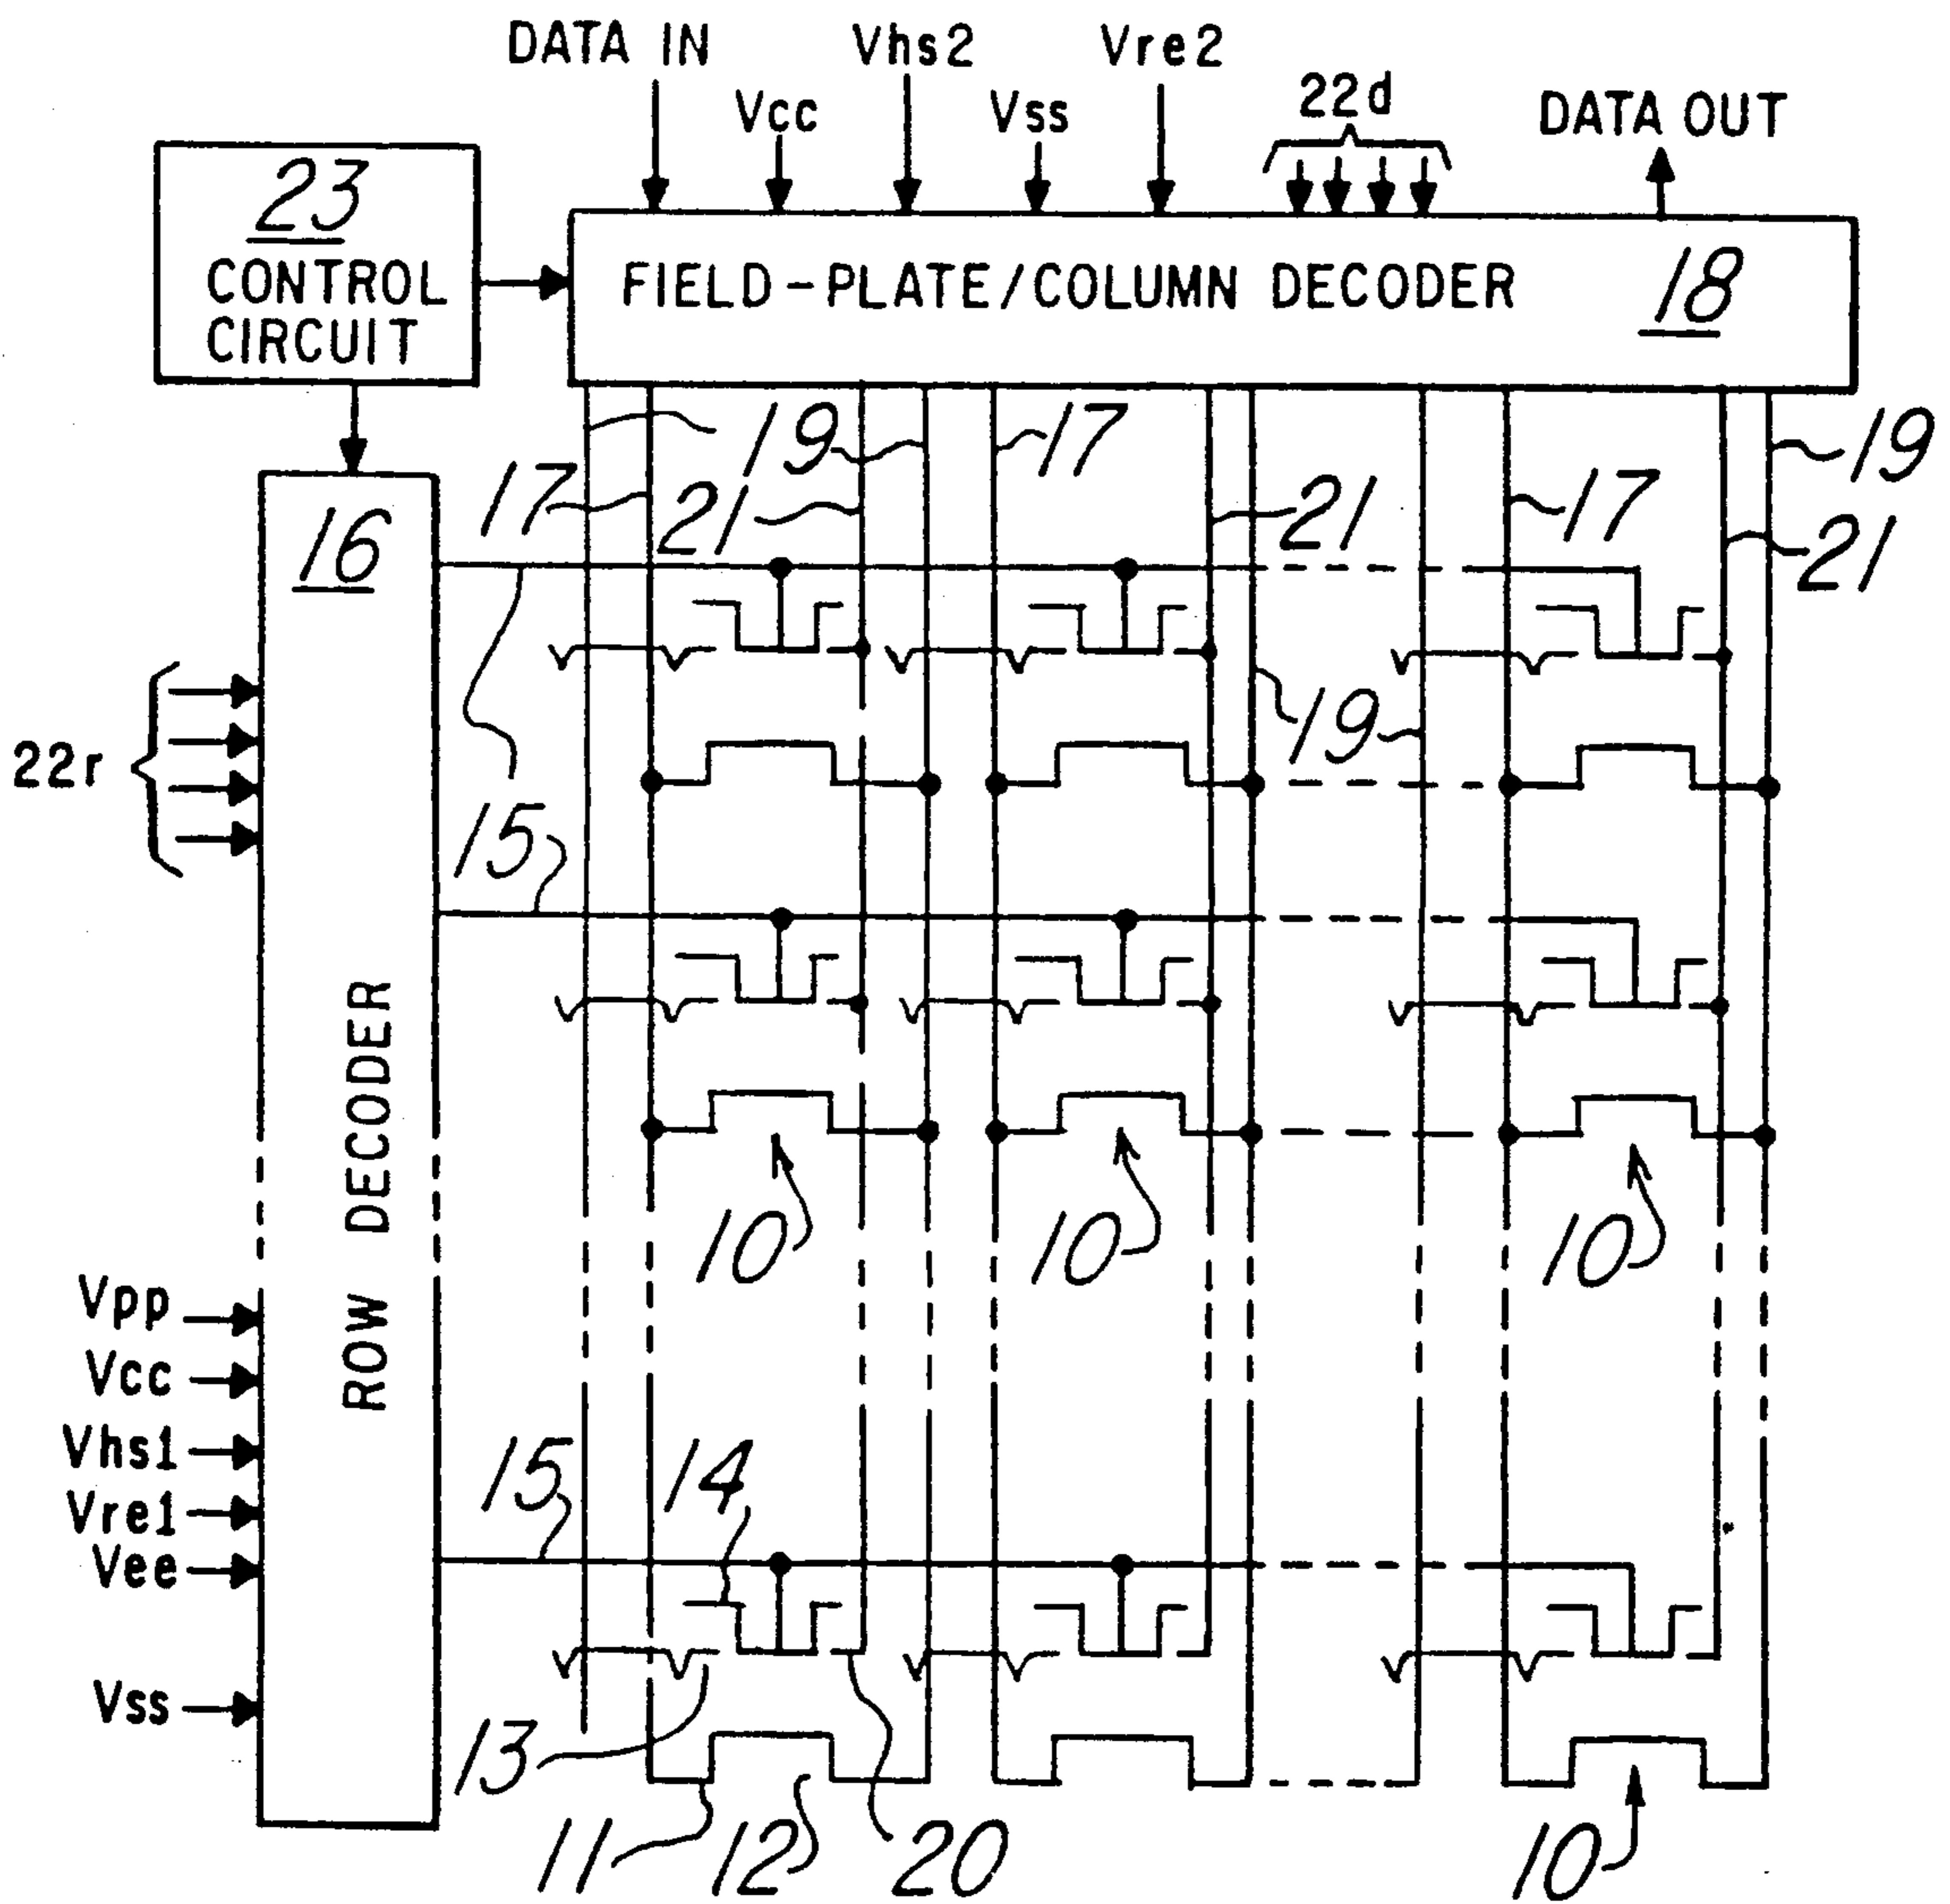 DATA IN
Vhs2
Vre2
Vcc
Vss
22d
DATA OUT
23
CONTROL
CIRCUIT
FIELD-PLATE/COLUMN DECODER
18
19
17
19
17
21
21
17
21
16
19
22r
15
ROW DECODER
10
10
10
Vpp
Vcc
Vhs1
Vre1
Vee
Vss
15
14
13
11
12
20
10